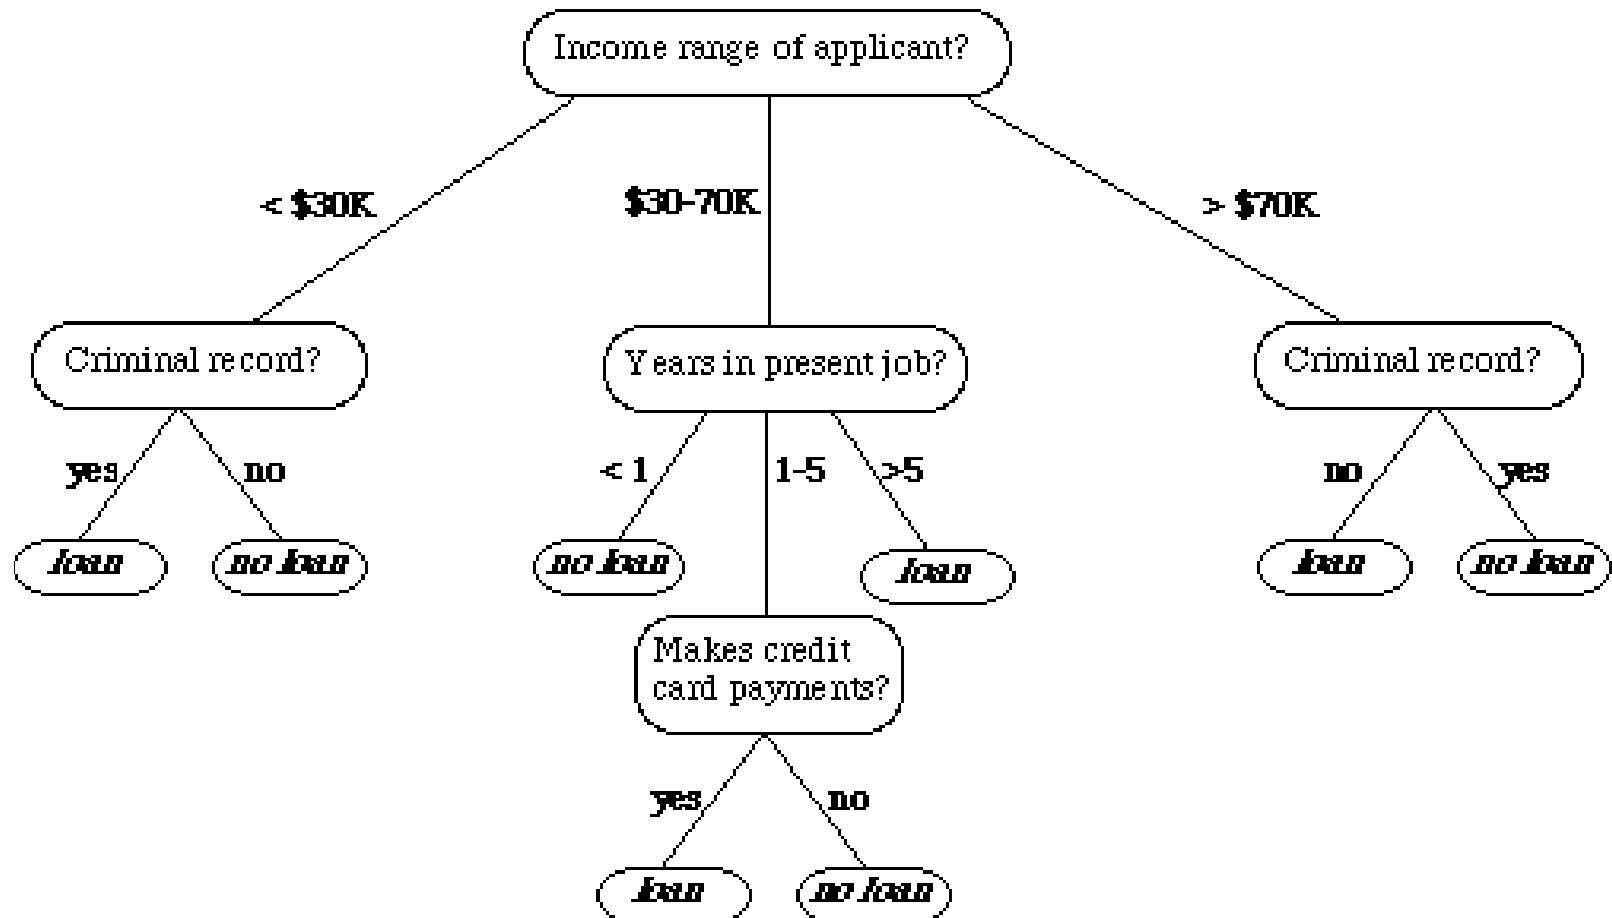 Income range of applicant?
< $30K
$30-70K
> $70K
Criminal record?
Years in present job?
Criminal record?
yes
no
< 1
1-5
>5
no
yes
loan
no loan
no loan
loan
loan
no loan
Makes credit
card payments?
yes
no
loan
no loan